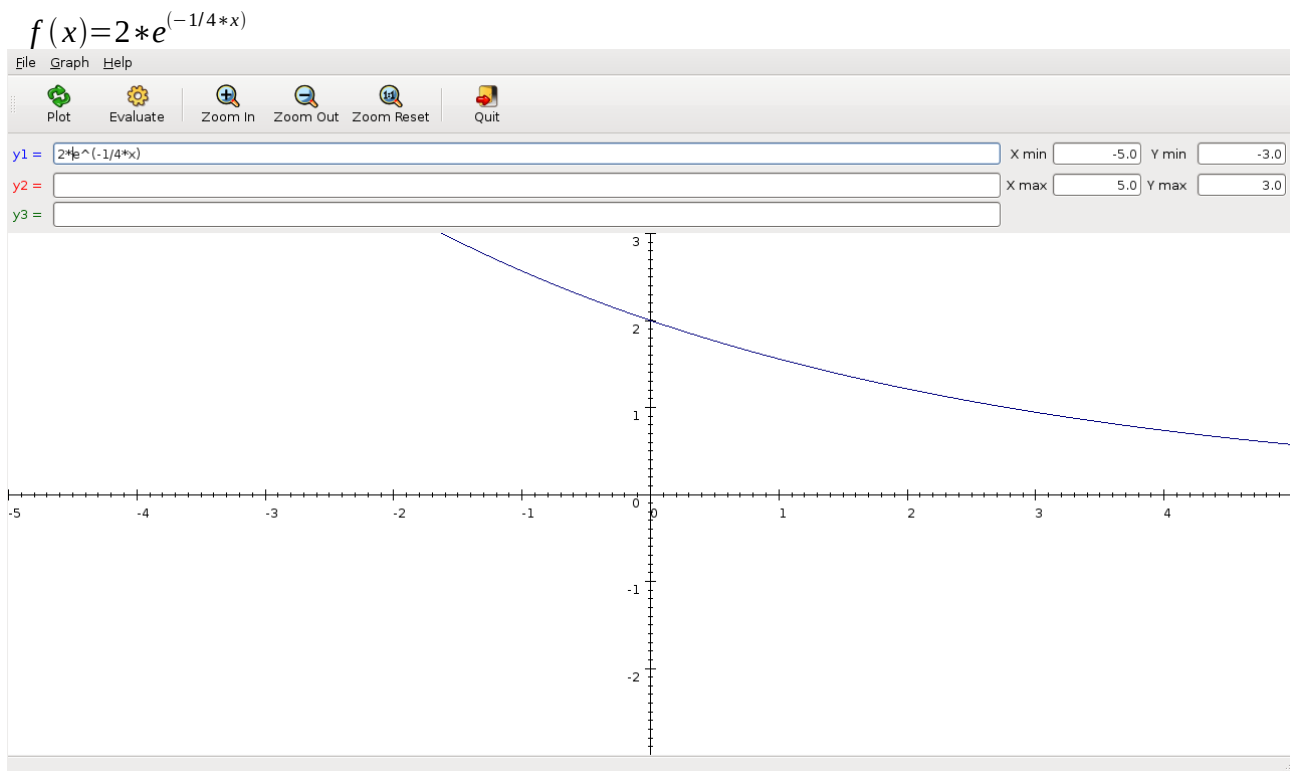 f(x)=2*e^(-1/4*x)
File Graph Help
Plot Evaluate Zoom In Zoom Out Zoom Reset Quit
y1 = 2*e^(-1/4*x) X min -5.0 Y min -3.0
y2 = X max 5.0 Y max 3.0
y3 =
3
2
1
0
-5 -4 -3 -2 -1 0 1 2 3 4
-1
-2